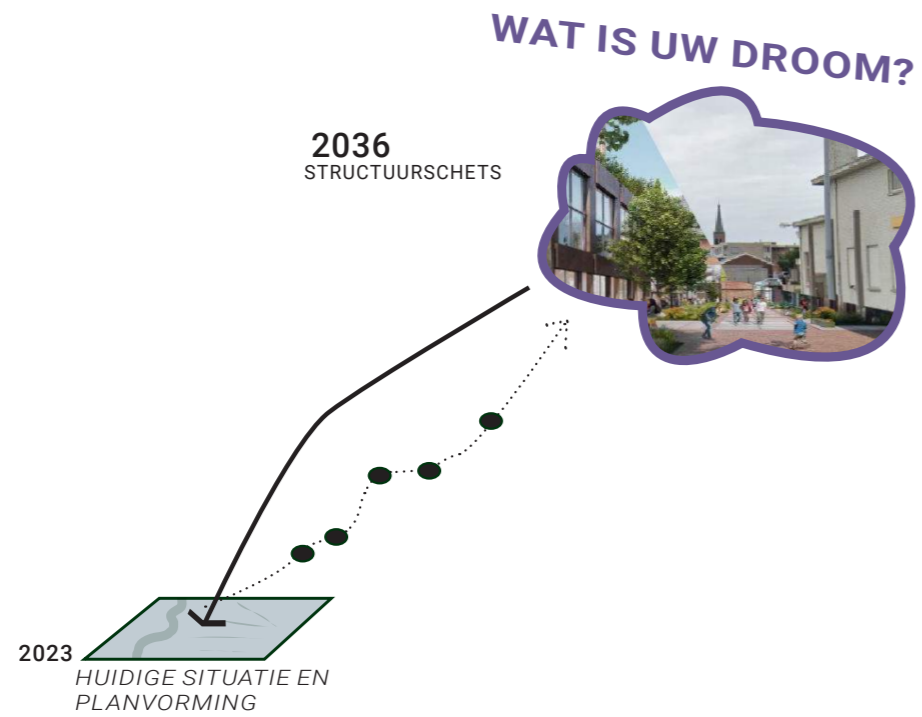 WAT IS UW DROOM?
2036
STRUCTUURSCHETS
2023
HUIDIGE SITUATIE EN
PLANVORMING